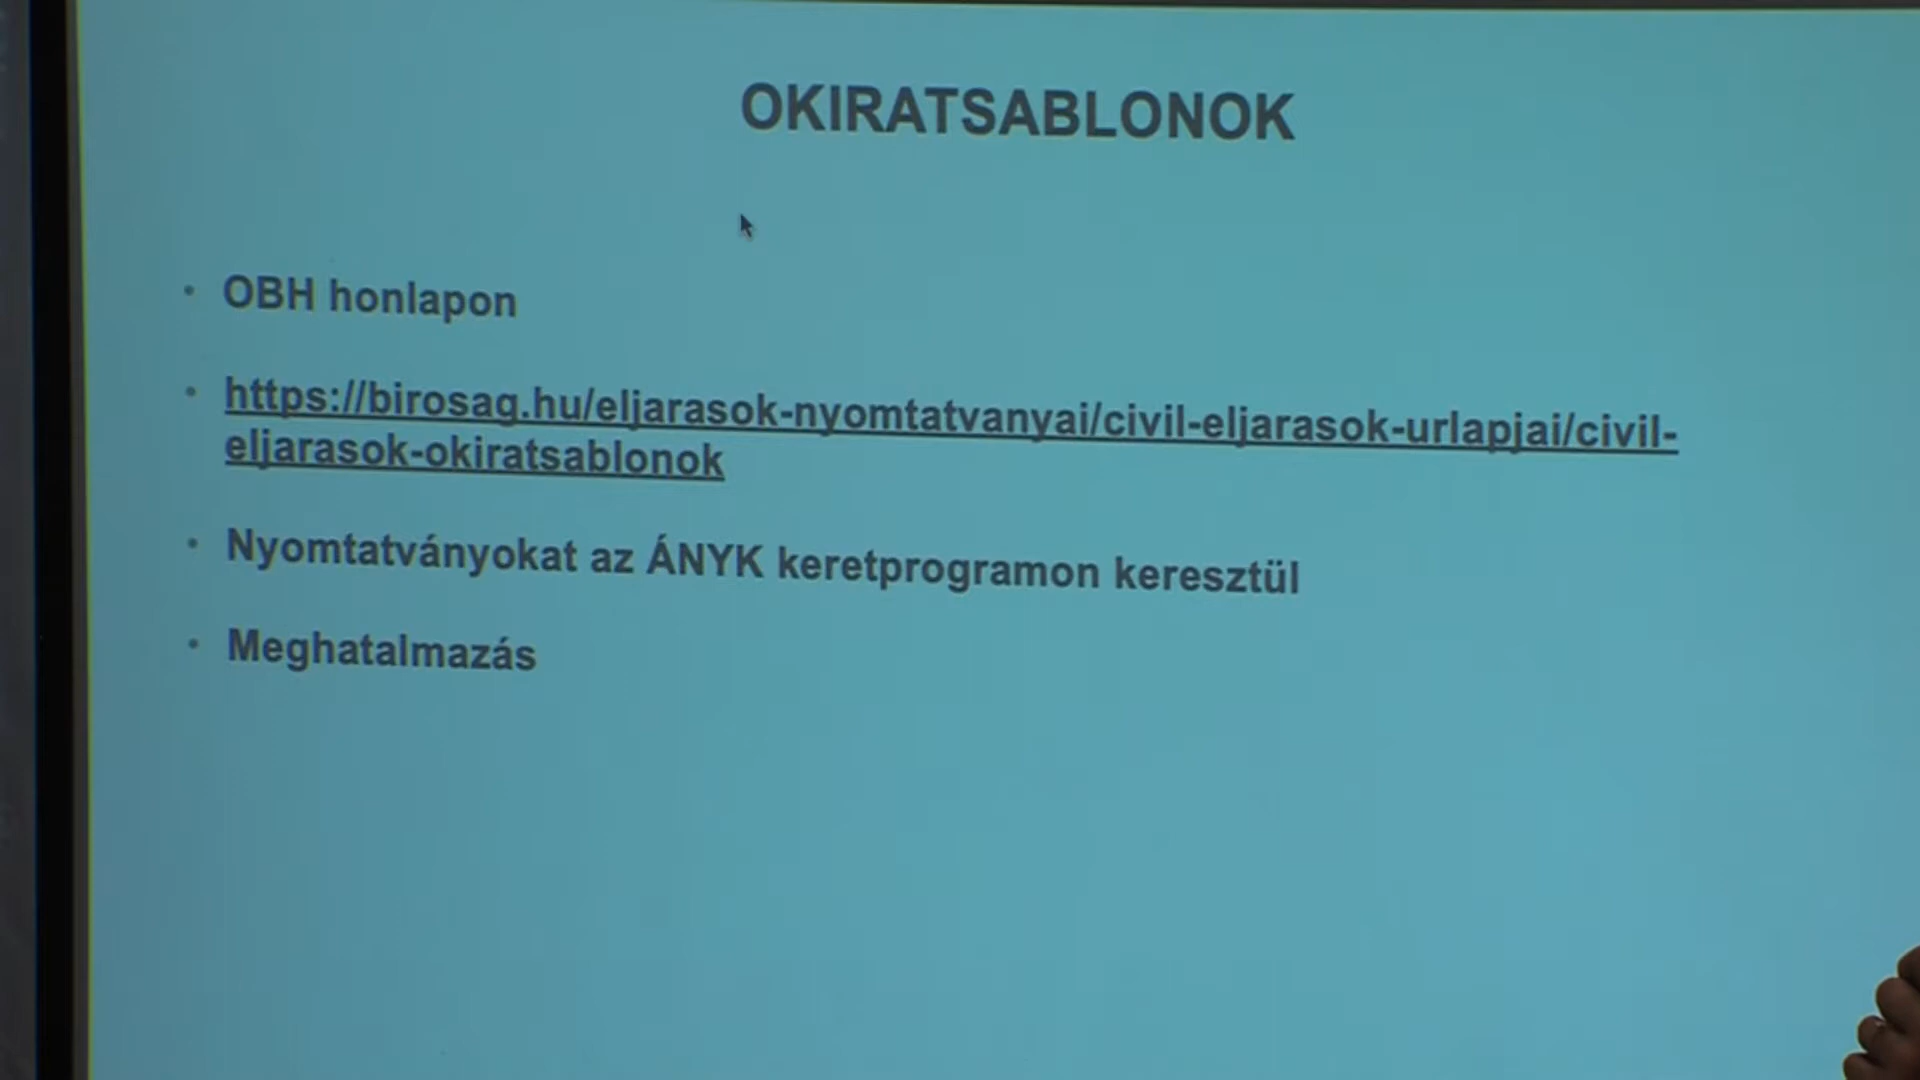 OKIRATSABLONOK
• OBH honlapon
• https://birosag.hu/eljarasok-nyomtatvanyai/civil-eljarasok-urlapjai/civil-
eljarasok-okiratsablonok
• Nyomtatványokat az ÁNYK keretprogramon keresztül
• Meghatalmazás